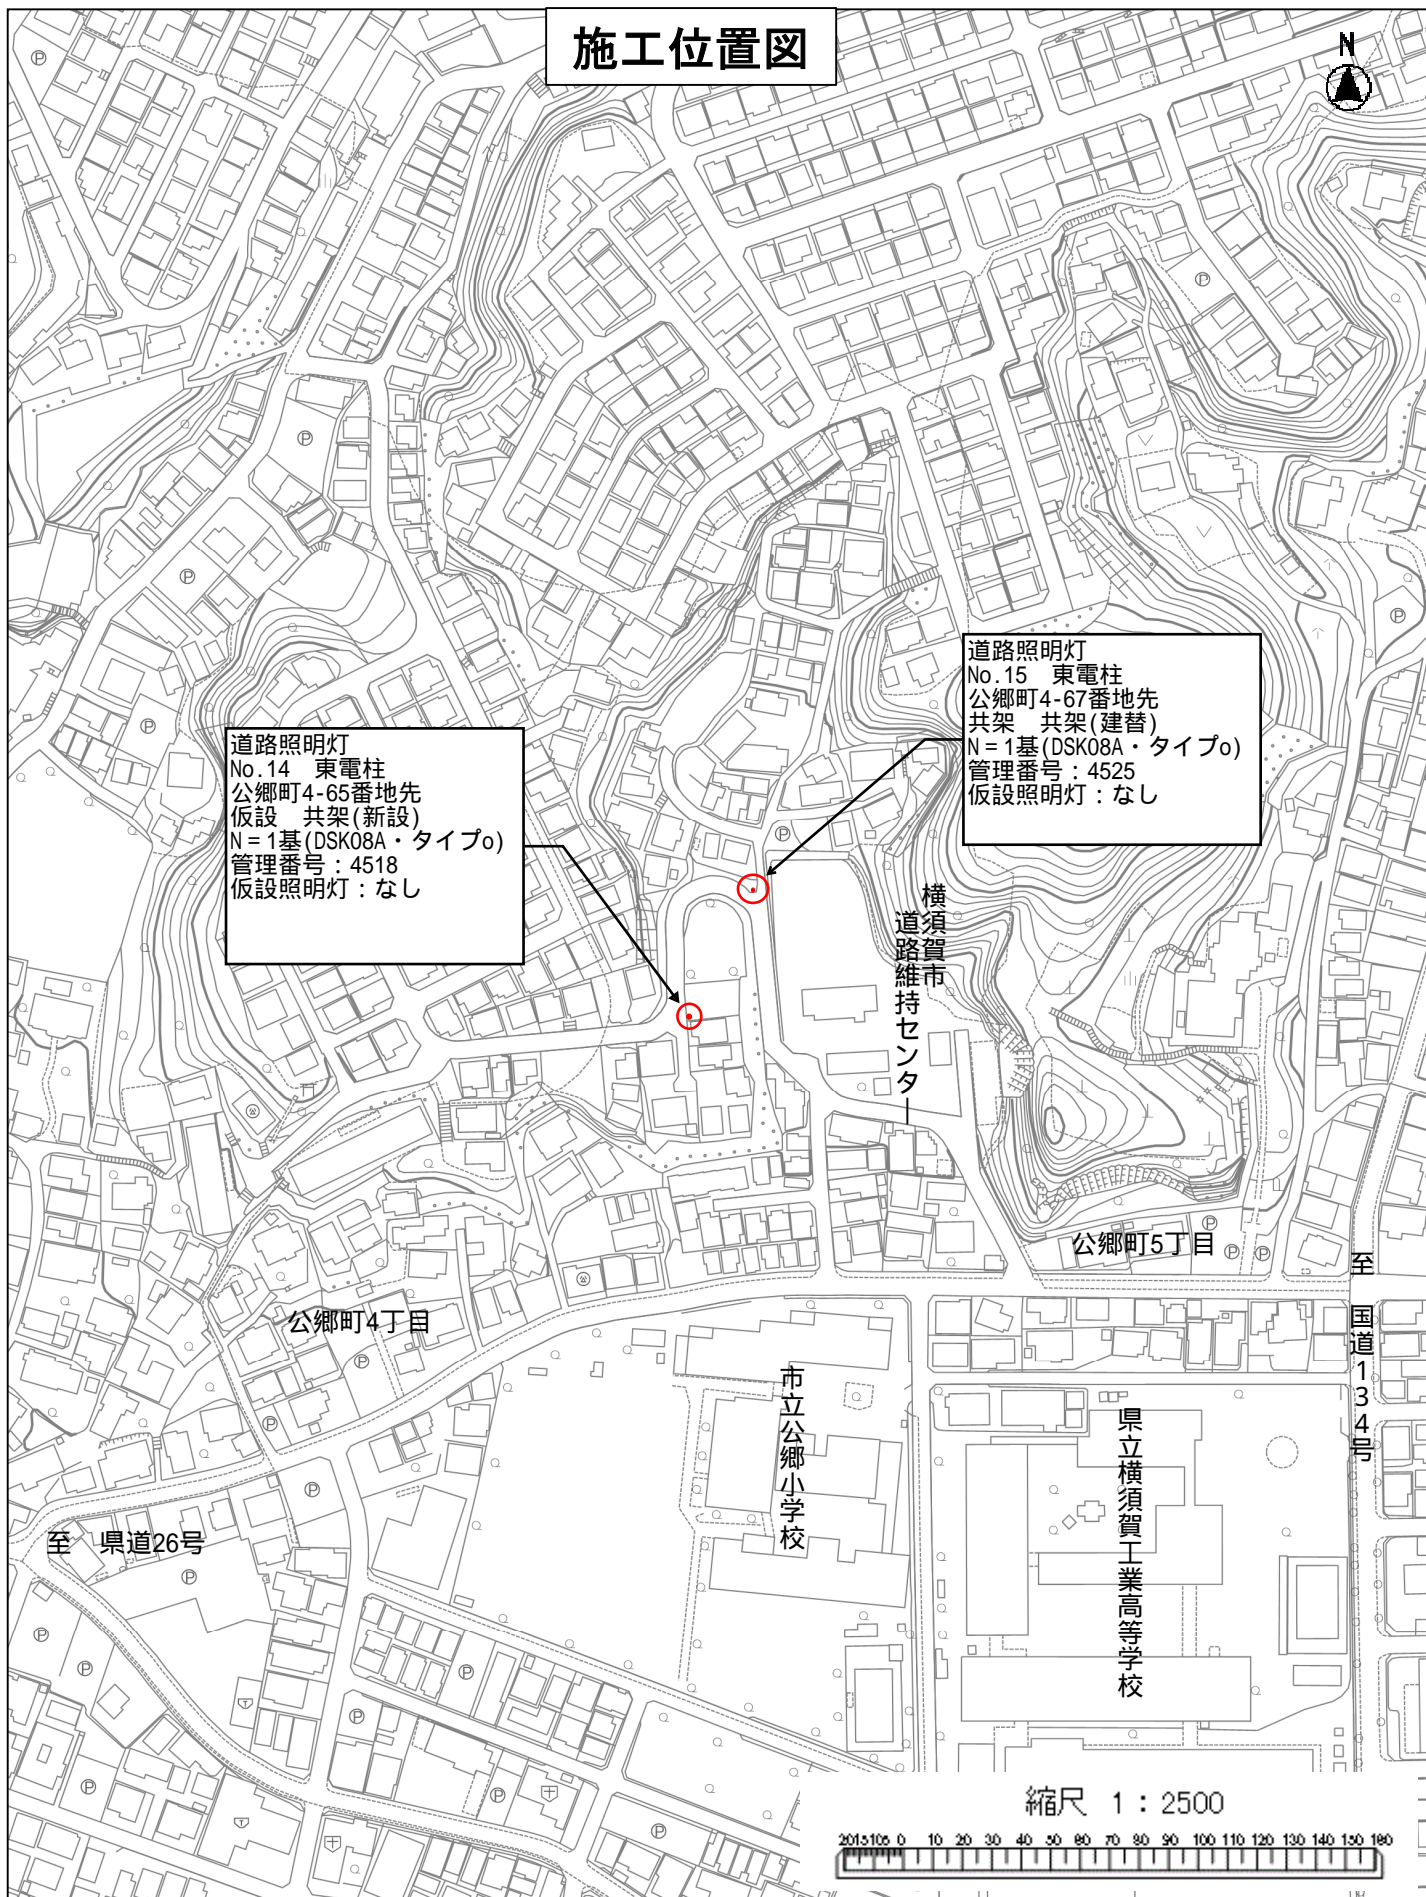 施工位置図
N
道路照明灯
No.15　東電柱
公郷町4-67番地先
共架　共架(建替)
N＝1基(DSK08A・タイプo)
管理番号：4525
仮設照明灯：なし
道路照明灯
No.14　東電柱
公郷町4-65番地先
仮設　共架(新設)
N＝1基(DSK08A・タイプo)
管理番号：4518
仮設照明灯：なし
横須賀市
道路維持センター
公郷町5丁目
公郷町4丁目
至　国道134号
市立公郷小学校
県立横須賀工業高等学校
至　県道26号
縮尺 1：2500
20 15 10 5 0 10 20 30 40 50 60 70 80 90 100 110 120 130 140 150 160